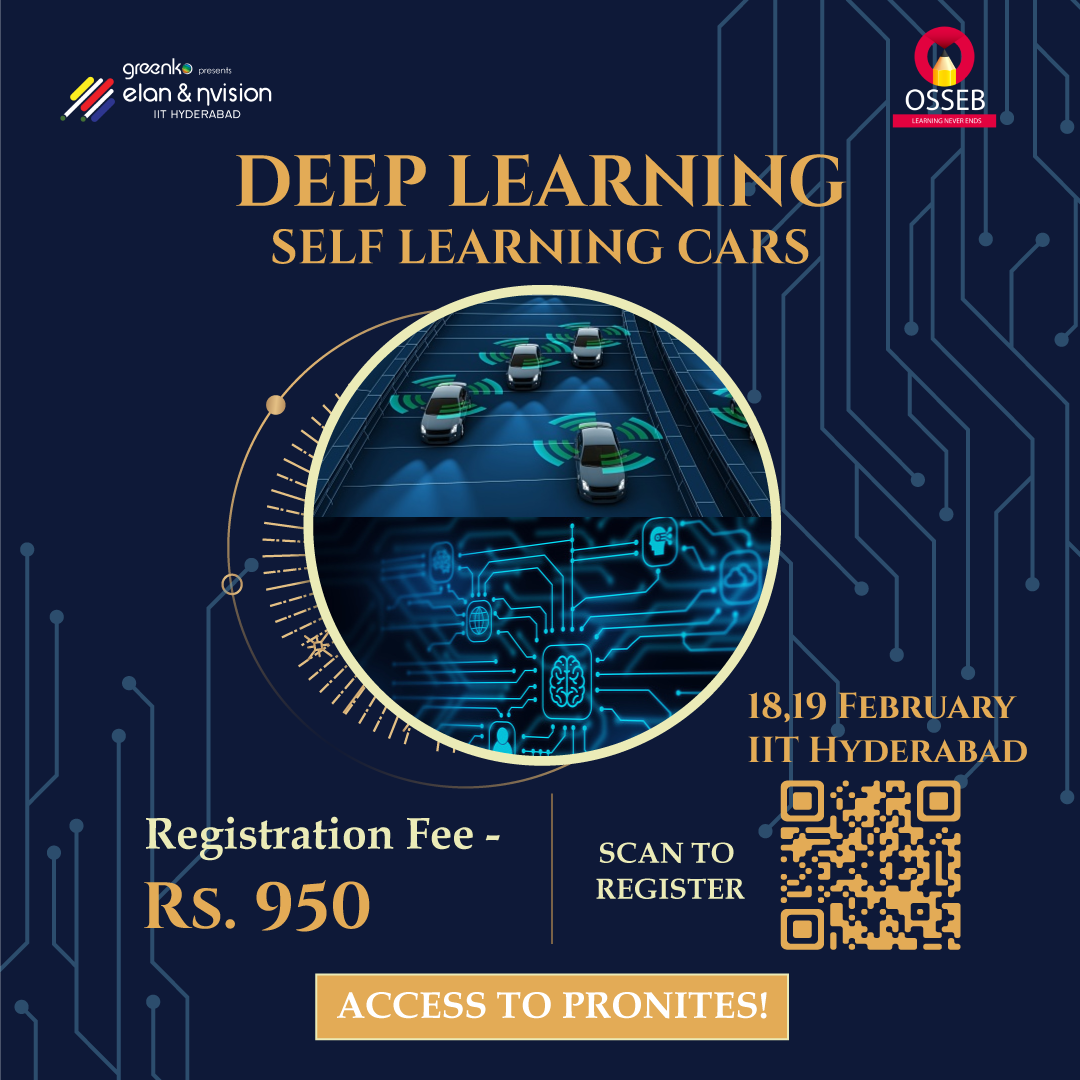 greenko presents
elan & ηvision
IIT HYDERABAD
OSSEB
LEARNING NEVER ENDS
DEEP LEARNING
SELF LEARNING CARS
18,19 February
IIT Hyderabad
Registration Fee -
Rs. 950
SCAN TO
REGISTER
ACCESS TO PRONITES!